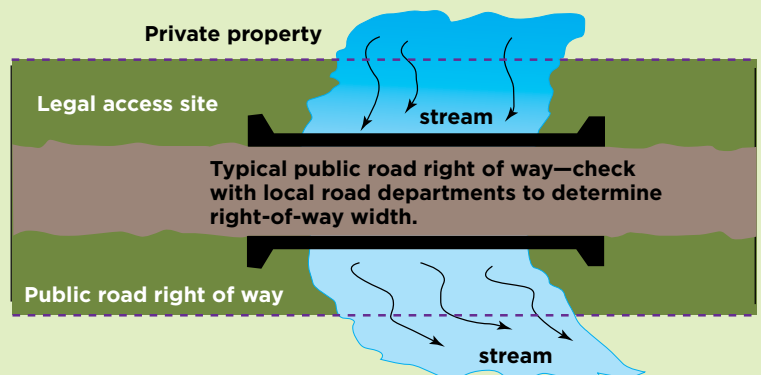 Private property
Legal access site
stream
Typical public road right of way—check
with local road departments to determine
right-of-way width.
Public road right of way
stream